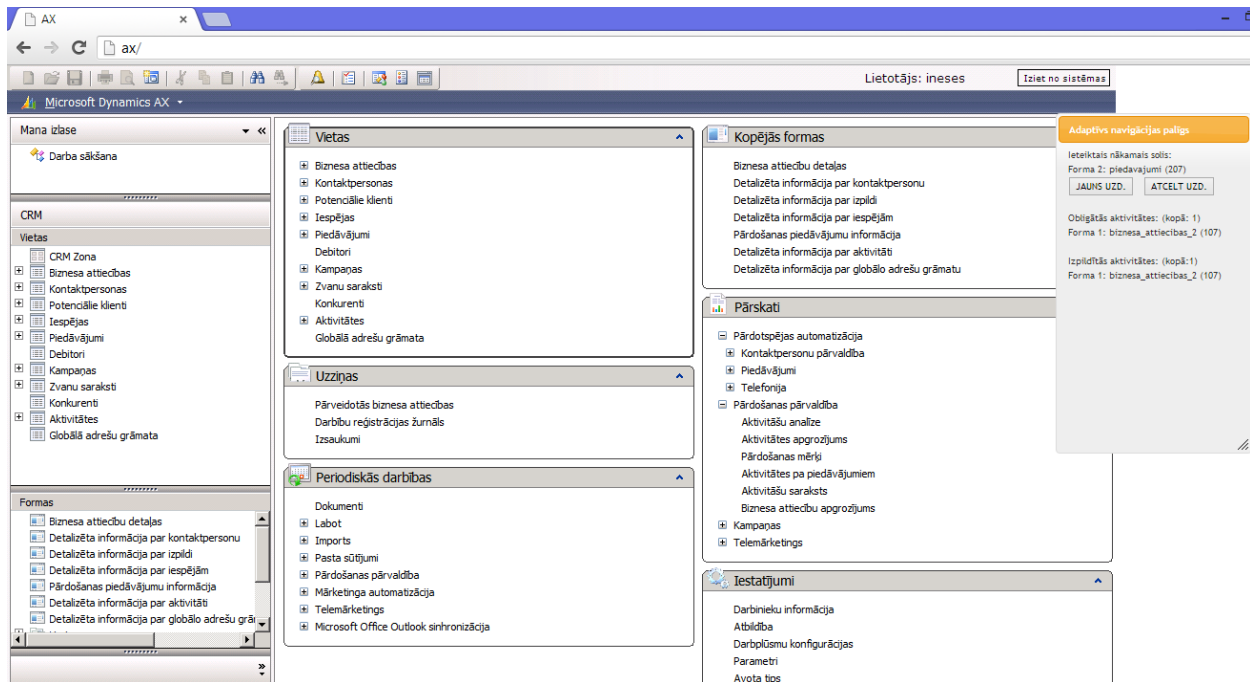 AX
ax/
Lietotājs: ineses
Iziet no sistēmas
Microsoft Dynamics AX
Mana izlase
Darba sākšana
CRM
Vietas
CRM Zona
Biznesa attiecības
Kontaktpersonas
Potenciālie klienti
Iespējas
Piedāvājumi
Debitori
Kampaņas
Zvanu saraksti
Konkurenti
Aktivitātes
Globālā adrešu grāmata
Formas
Biznesa attiecību detaļas
Detalizēta informācija par kontaktpersonu
Detalizēta informācija par izpildi
Detalizēta informācija par iespējām
Pārdošanas piedāvājumu informācija
Detalizēta informācija par aktivitāti
Detalizēta informācija par globālo adrešu grā
Vietas
Biznesa attiecības
Kontaktpersonas
Potenciālie klienti
Iespējas
Piedāvājumi
Debitori
Kampaņas
Zvanu saraksti
Konkurenti
Aktivitātes
Globālā adrešu grāmata
Uzziņas
Pārveidotās biznesa attiecības
Darbību reģistrācijas žurnāls
Izsaukumi
Periodiskās darbības
Dokumenti
Labot
Imports
Pasta sūtījumi
Pārdošanas pārvaldība
Mārketinga automatizācija
Telemārketings
Microsoft Office Outlook sinhronizācija
Kopējās formas
Biznesa attiecību detaļas
Detalizēta informācija par kontaktpersonu
Detalizēta informācija par izpildi
Detalizēta informācija par iespējām
Pārdošanas piedāvājumu informācija
Detalizēta informācija par aktivitāti
Detalizēta informācija par globālo adrešu grāmatu
Pārskati
Pārdotspējas automatizācija
Kontaktpersonu pārvaldība
Piedāvājumi
Telefonija
Pārdošanas pārvaldība
Aktivitāšu analīze
Aktivitātes apgrozījums
Pārdošanas mērķi
Aktivitātes pa piedāvājumiem
Aktivitāšu saraksts
Biznesa attiecību apgrozījums
Kampaņas
Telemārketings
Iestatījumi
Darbinieku informācija
Atbildība
Darbplūsmu konfigurācijas
Parametri
Avota tips
Adaptīvs navigācijas palīgs
Ieteiktais nākamais solis:
Forma 2: piedavajumi (207)
JAUNS UZD.
ATCELT UZD.
Obligātās aktivitātes: (kopā: 1)
Forma 1: biznesa_attiecibas_2 (107)
Izpildītās aktivitātes: (kopā:1)
Forma 1: biznesa_attiecibas_2 (107)